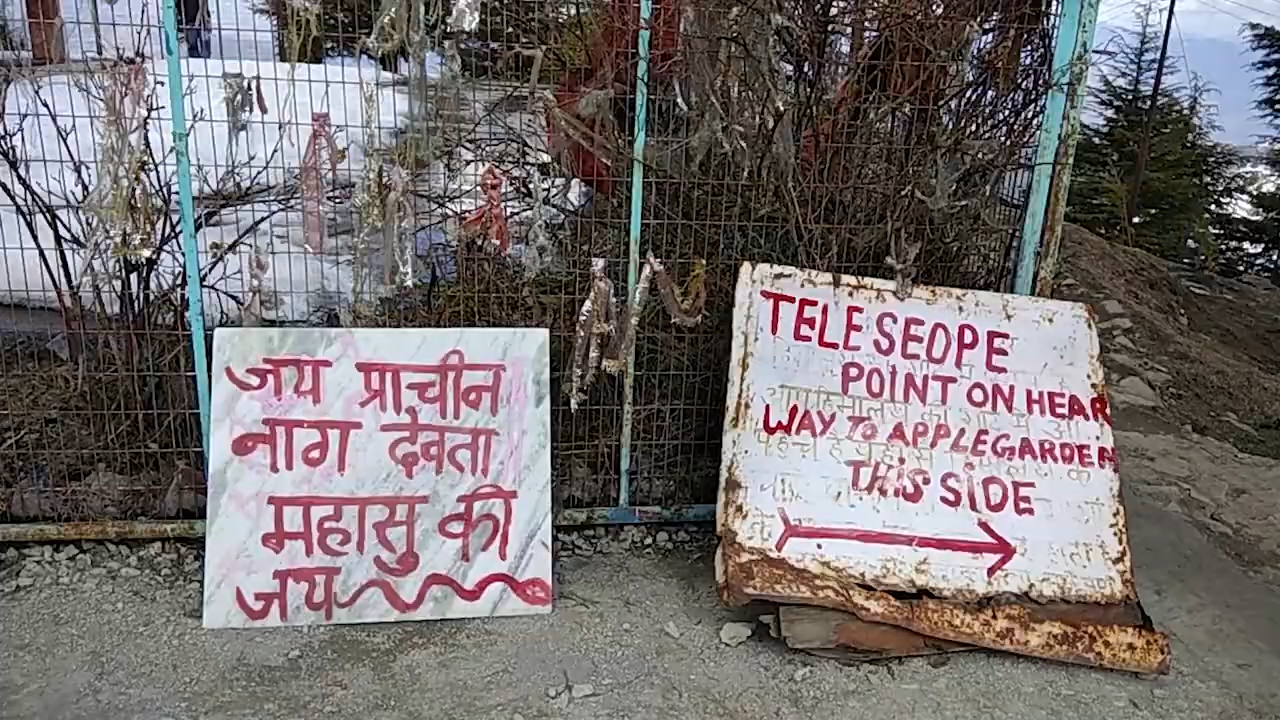 जय प्राचीन
नाग देवता
महासु की
जय
TELESEOPE
POINT ON HEAR
WAY TO APPLEGARDEN
THIS SIDE